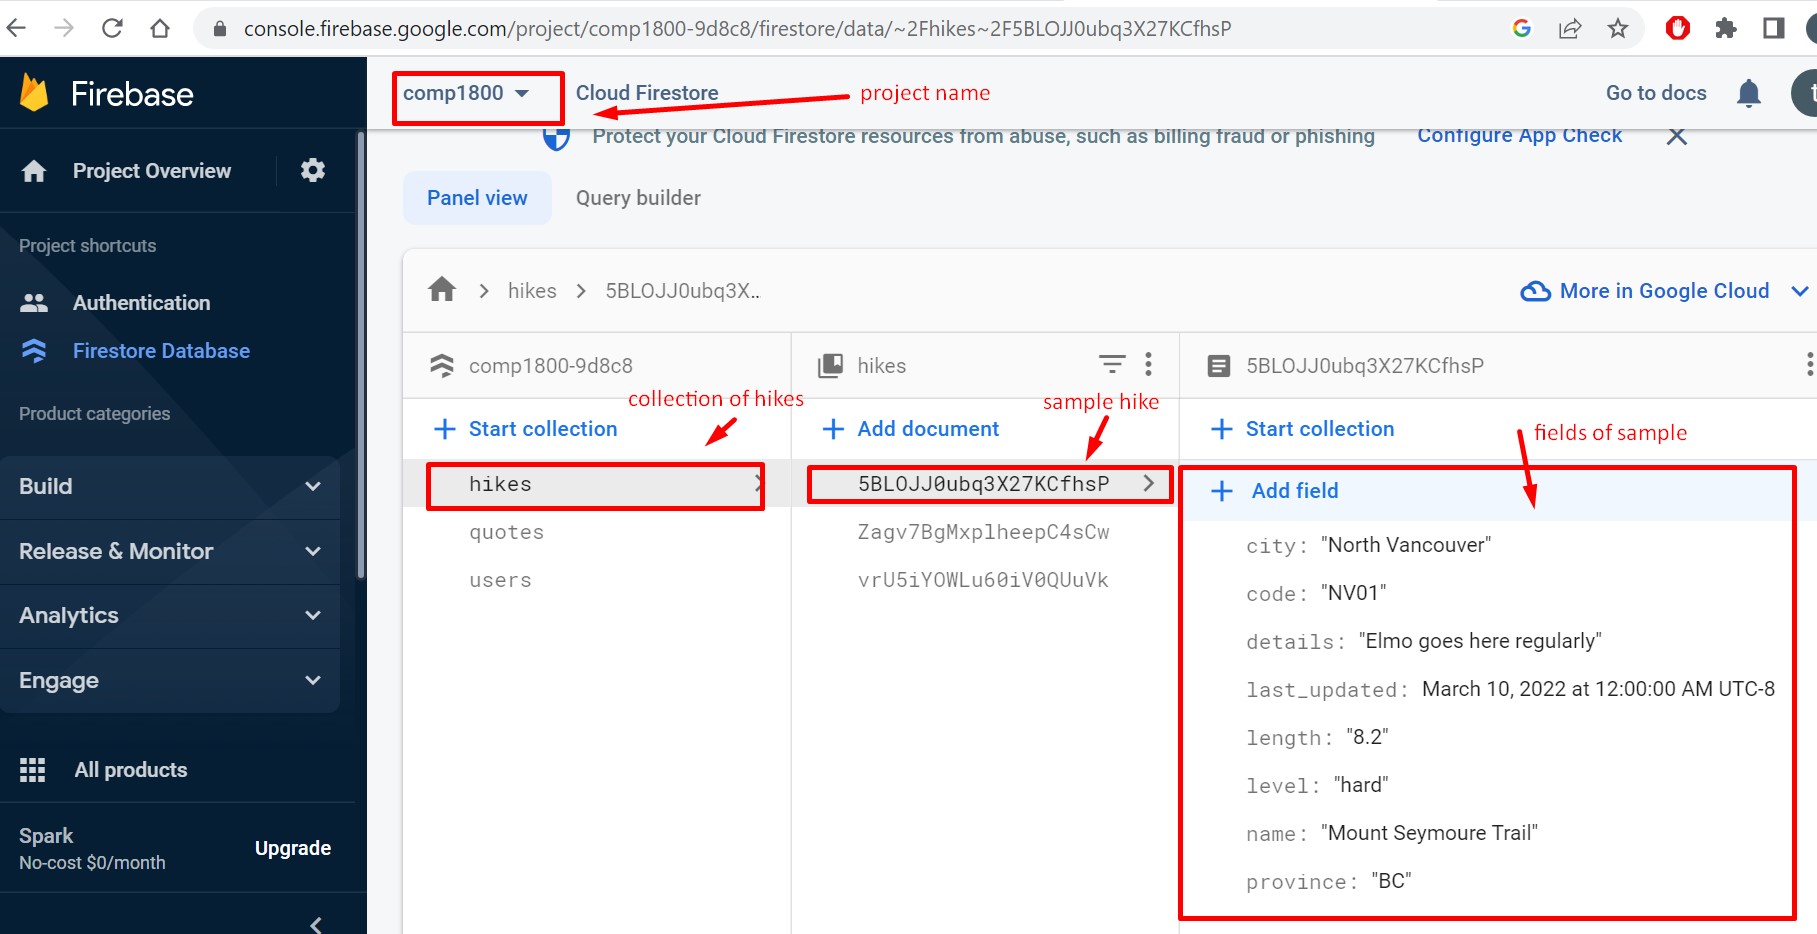 console.firebase.google.com/project/comp1800-9d8c8/firestore/data/~2Fhikes~2F5BLOJJ0ubq3X27KCfhsP
Firebase
comp1800
Cloud Firestore
project name
Go to docs
t
Protect your Cloud Firestore resources from abuse, such as billing fraud or phishing
Configure App Check
Project Overview
Panel view
Query builder
Project shortcuts
Authentication
Firestore Database
Product categories
Build
Release & Monitor
Analytics
Engage
All products
Spark
No-cost $0/month
Upgrade
hikes
5BLOJJ0ubq3X...
More in Google Cloud
comp1800-9d8c8
collection of hikes
Start collection
hikes
quotes
users
hikes
sample hike
Add document
5BLOJJ0ubq3X27KCfhsP
Zagv7BgMxplheepC4sCw
vrU5iYOWLu60iV0QUuVk
5BLOJJ0ubq3X27KCfhsP
Start collection
fields of sample
Add field
city: "North Vancouver"
code: "NV01"
details: "Elmo goes here regularly"
last_updated: March 10, 2022 at 12:00:00 AM UTC-8
length: "8.2"
level: "hard"
name: "Mount Seymoure Trail"
province: "BC"